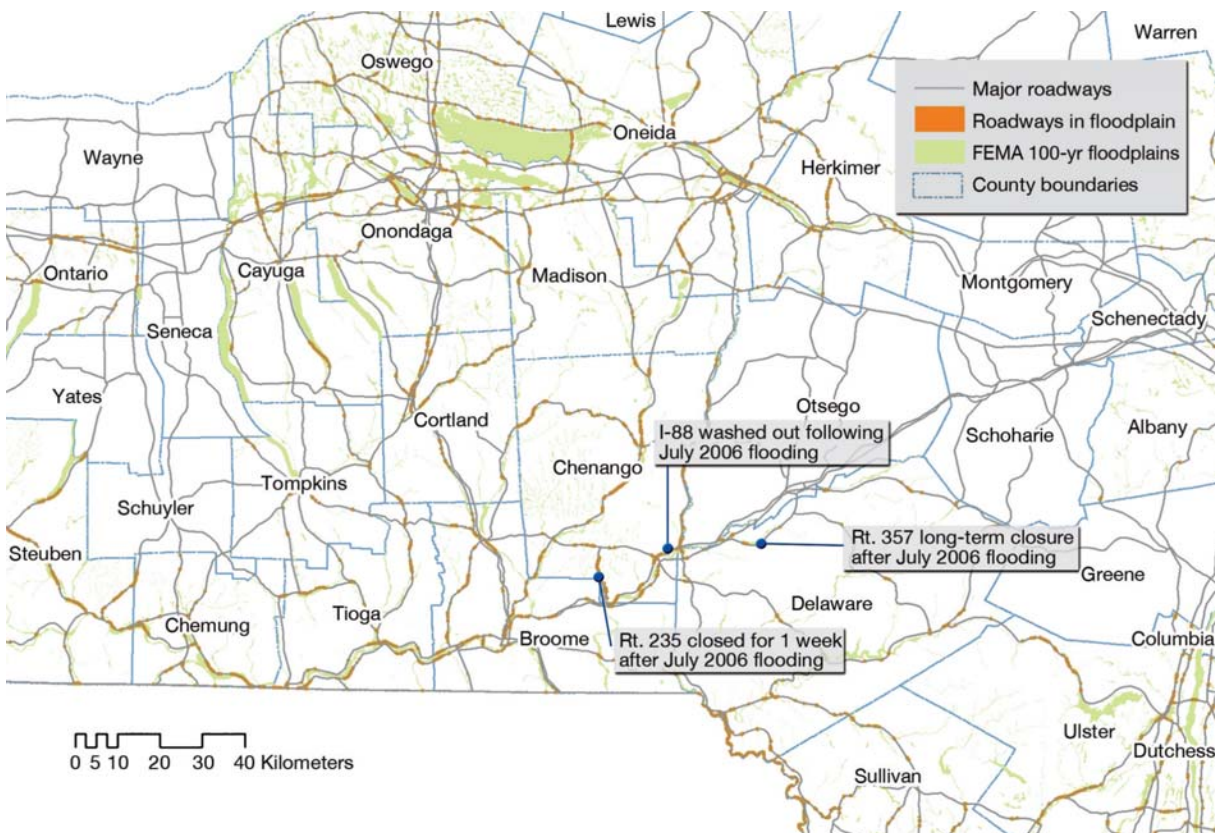 Lewis
Warren
Oswego
Major roadways
Oneida
Roadways in floodplain
Wayne
FEMA 100-yr floodplains
Herkimer
County boundaries
Onondaga
Ontario
Cayuga
Madison
Montgomery
Seneca
Schenectady
Yates
Otsego
Cortland
I-88 washed out following
July 2006 flooding
Schoharie
Albany
Chenango
Tompkins
Schuyler
Rt. 357 long-term closure
after July 2006 flooding
Steuben
Greene
Delaware
Tioga
Chemung
Broome
Rt. 235 closed for 1 week
after July 2006 flooding
Columbia
Ulster
Dutchess
0 5 10 20 30 40 Kilometers
Sullivan